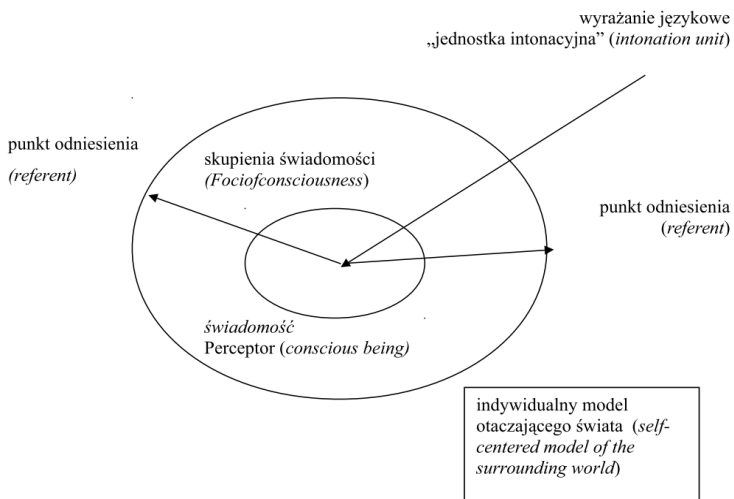 wyrażanie językowe
„jednostka intonacyjna” (intonation unit)
punkt odniesienia
(referent)
skupienia świadomości
(Fociofconsciousness)
punkt odniesienia
(referent)
świadomość
Perceptor (conscious being)
indywidualny model
otaczającego świata (self-
centered model of the
surrounding world)